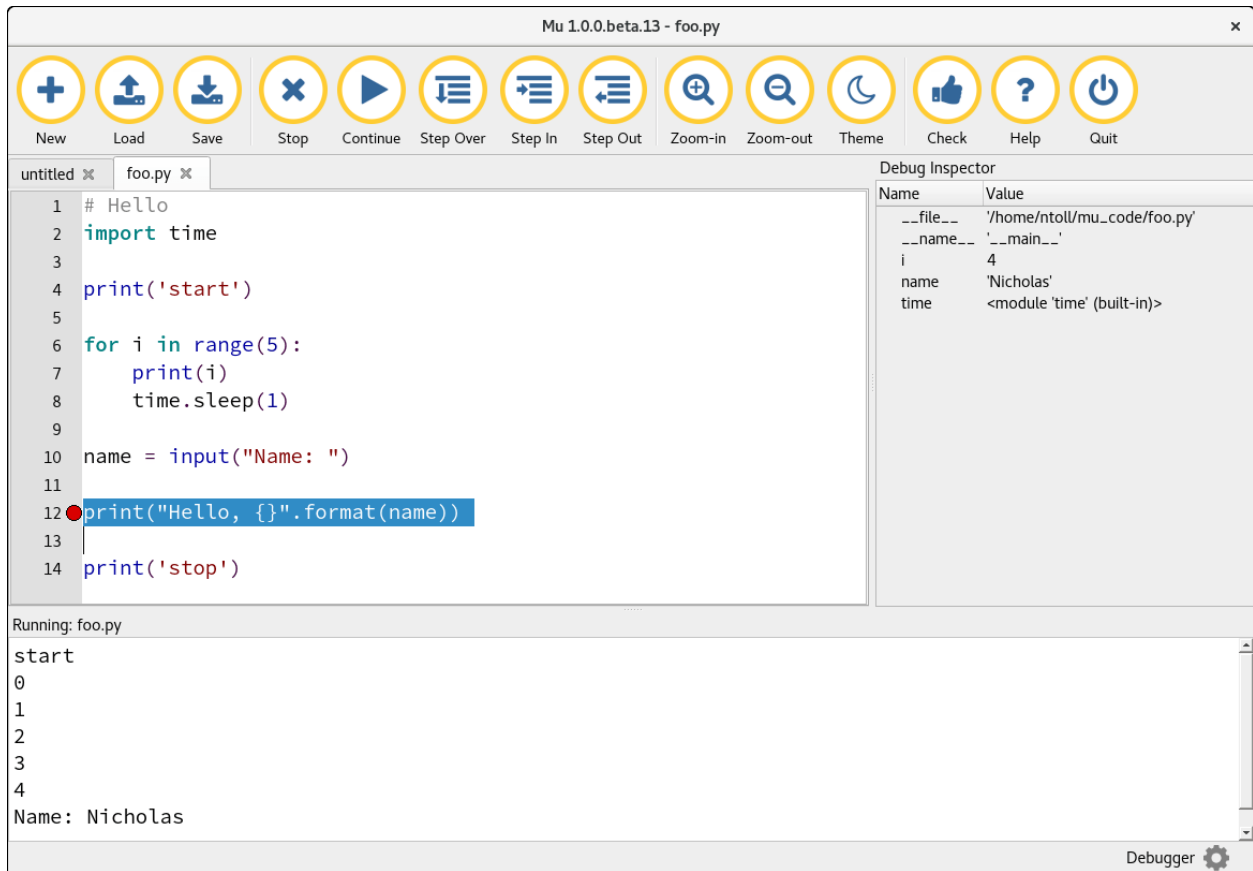 Mu 1.0.0.beta.13 - foo.py
New Load Save Stop Continue Step Over Step In Step Out Zoom-in Zoom-out Theme Check Help Quit
untitled foo.py
1 # Hello
2 import time
3
4 print('start')
5
6 for i in range(5):
7     print(i)
8     time.sleep(1)
9
10 name = input("Name: ")
11
12 print("Hello, {}".format(name))
13
14 print('stop')
Debug Inspector
Name Value
__file__ '/home/ntoll/mu_code/foo.py'
__name__ '__main__'
i 4
name 'Nicholas'
time <module 'time' (built-in)>
Running: foo.py
start
0
1
2
3
4
Name: Nicholas
Debugger